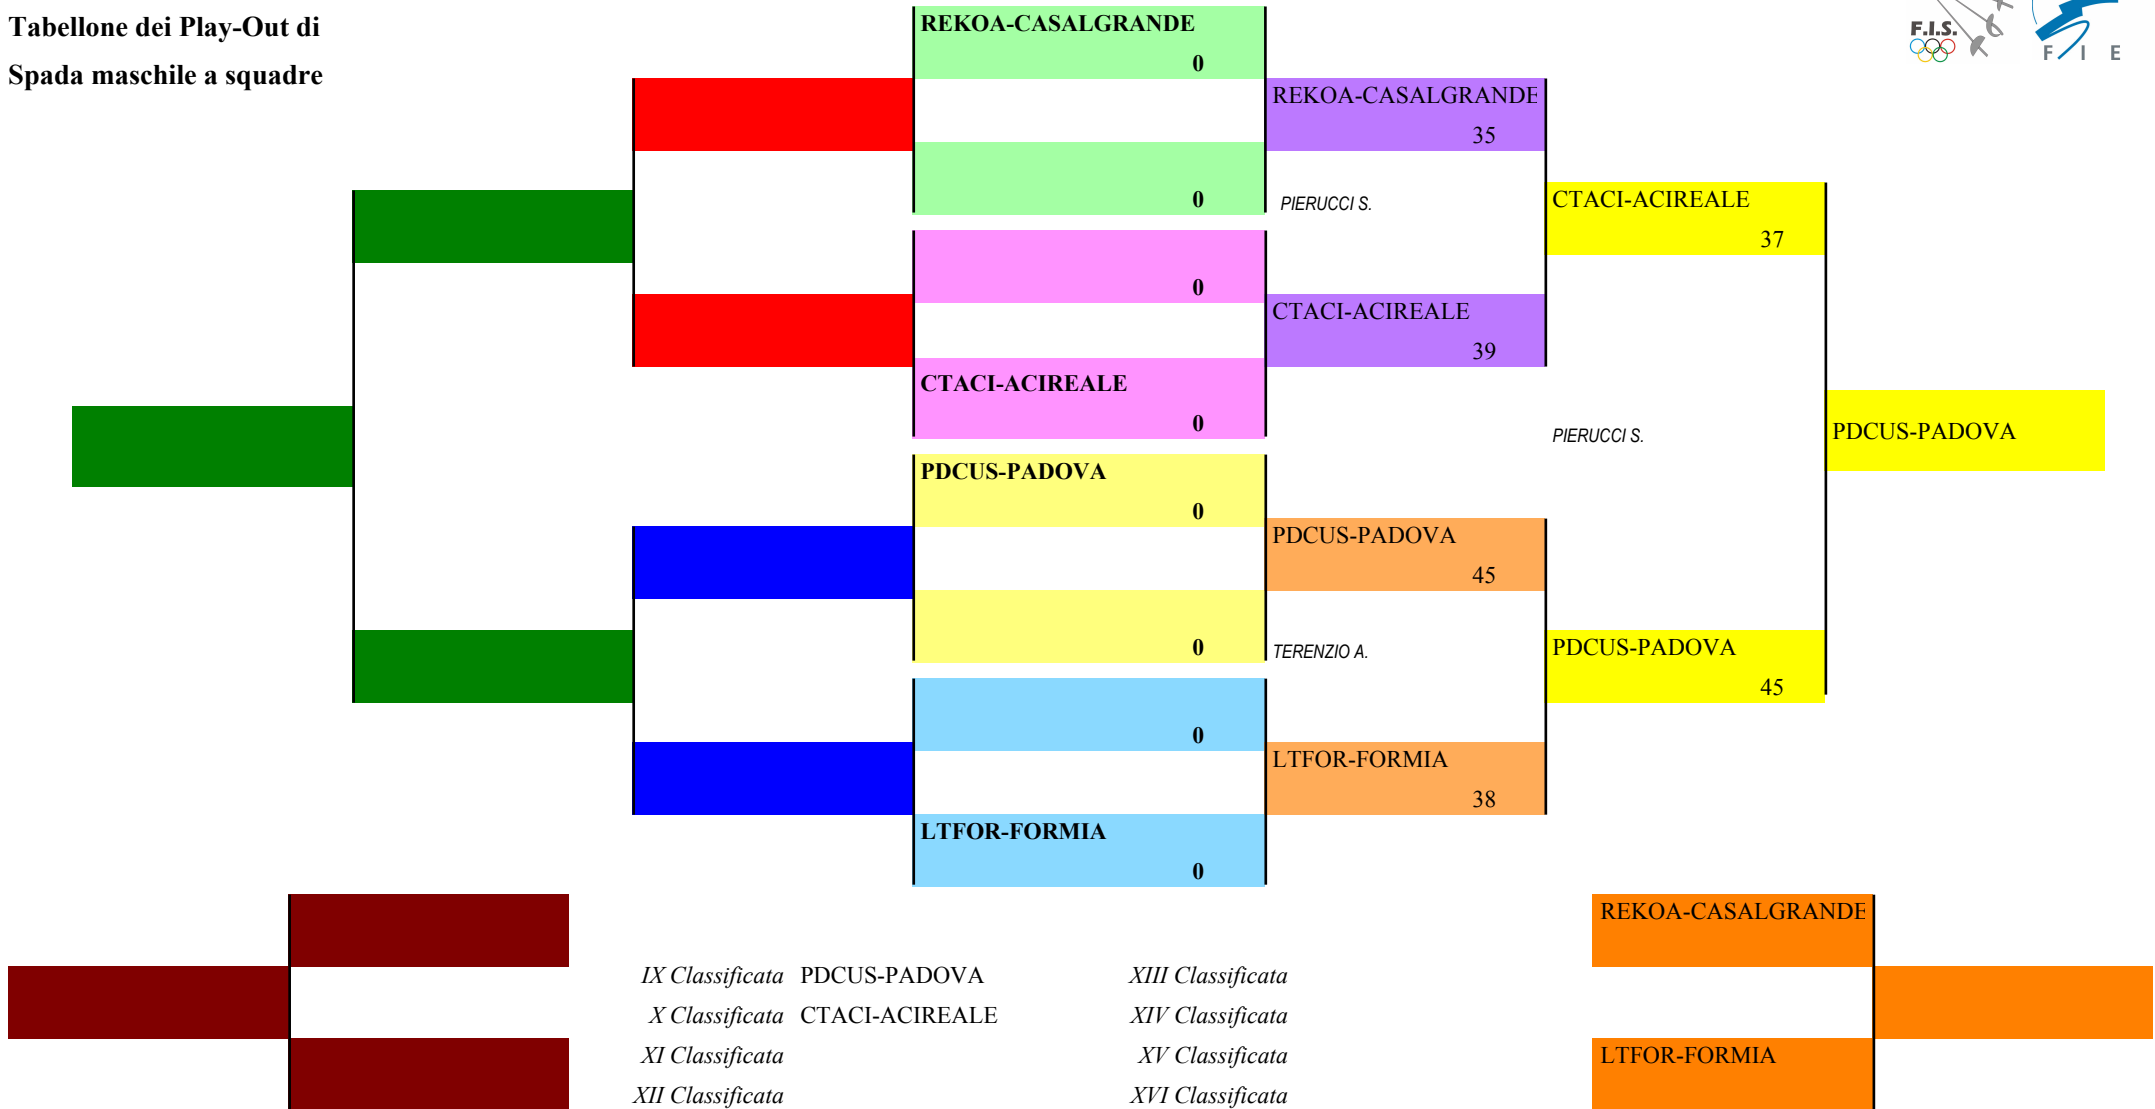 Tabellone dei Play-Out di
Spada maschile a squadre
F.I.S.
F I E
REKOA-CASALGRANDE
0
0
0
CTACI-ACIREALE
0
PDCUS-PADOVA
0
0
0
LTFOR-FORMIA
0
REKOA-CASALGRANDE
35
PIERUCCI S.
CTACI-ACIREALE
39
PDCUS-PADOVA
45
TERENZIO A.
LTFOR-FORMIA
38
CTACI-ACIREALE
37
PIERUCCI S.
PDCUS-PADOVA
45
PDCUS-PADOVA
IX Classificata PDCUS-PADOVA
X Classificata CTACI-ACIREALE
XI Classificata
XII Classificata
XIII Classificata
XIV Classificata
XV Classificata
XVI Classificata
REKOA-CASALGRANDE
LTFOR-FORMIA